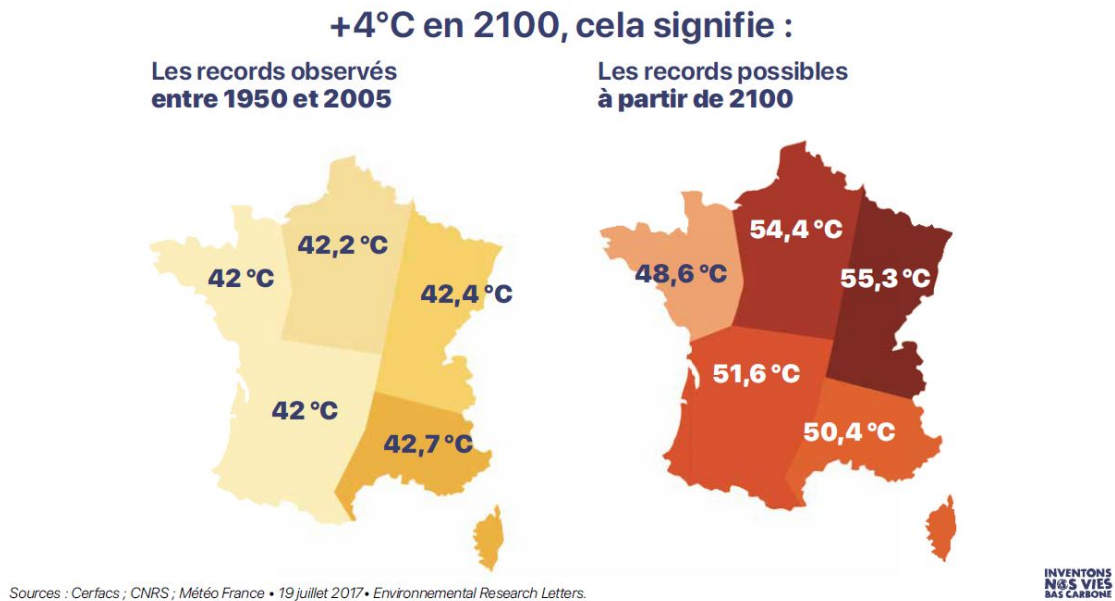 +4°C en 2100, cela signifie :
Les records observés
entre 1950 et 2005
42 °C
42,2 °C
42,4 °C
42 °C
42,7 °C
Les records possibles
à partir de 2100
48,6 °C
54,4 °C
55,3 °C
51,6 °C
50,4 °C
Sources : Cerfacs ; CNRS ; Météo France • 19 juillet 2017 • Environnemental Research Letters.
INVENTONS
NOS VIES
BAS CARBONE